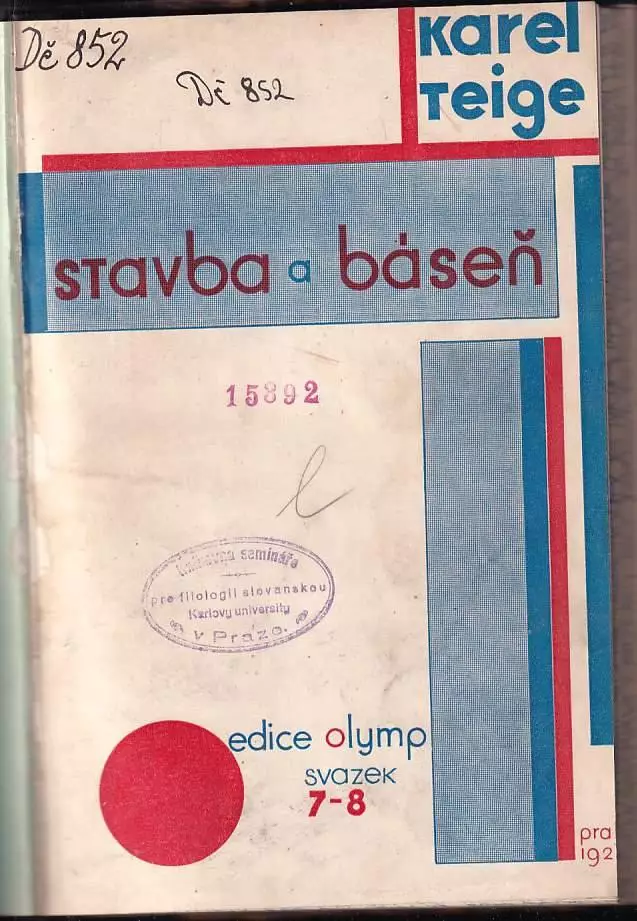 Dě 852
Dě 852
Karel
Teige
stavba a báseň
15892
semináře
pro filologii slovanskou
Karlovy university
v Praze.
edice olymp
svazek
7-8
pra
192